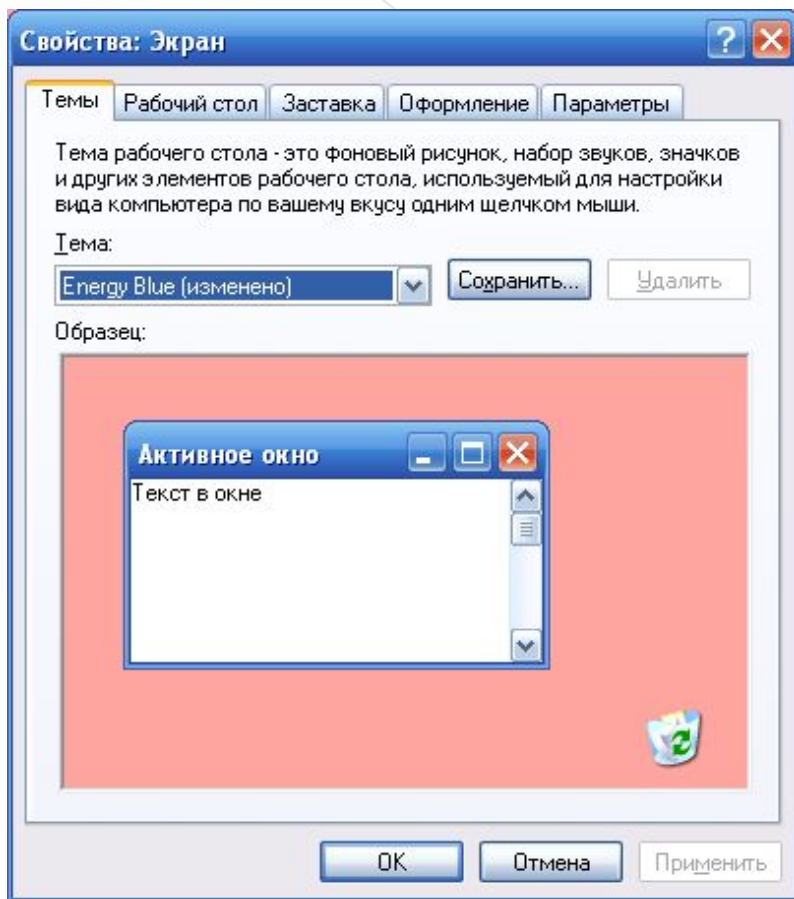 Свойства: Экран
Темы Рабочий стол Заставка Оформление Параметры
Тема рабочего стола - это фоновый рисунок, набор звуков, значков
и других элементов рабочего стола, используемый для настройки
вида компьютера по вашему вкусу одним щелчком мыши.
Тема:
Energy Blue (изменено) Сохранить... Удалить
Образец:
Активное окно
Текст в окне
OK Отмена Применить